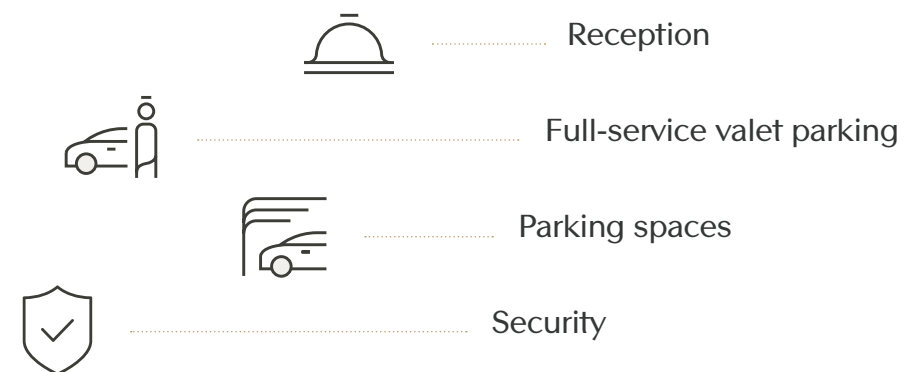 Reception
Full-service valet parking
Parking spaces
Security